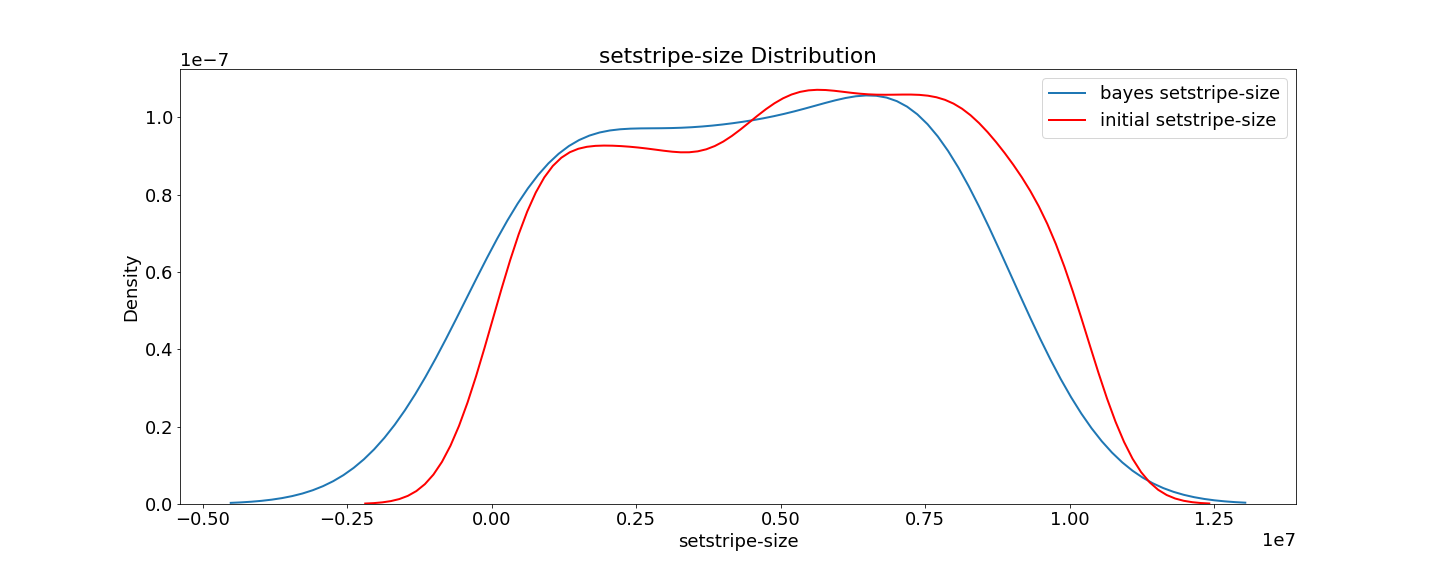 setstripe-size Distribution
1e−7
bayes setstripe-size
initial setstripe-size
1.0
0.8
0.6
0.4
0.2
0.0
Density
−0.50
−0.25
0.00
0.25
0.50
0.75
1.00
1.25
setstripe-size
1e7